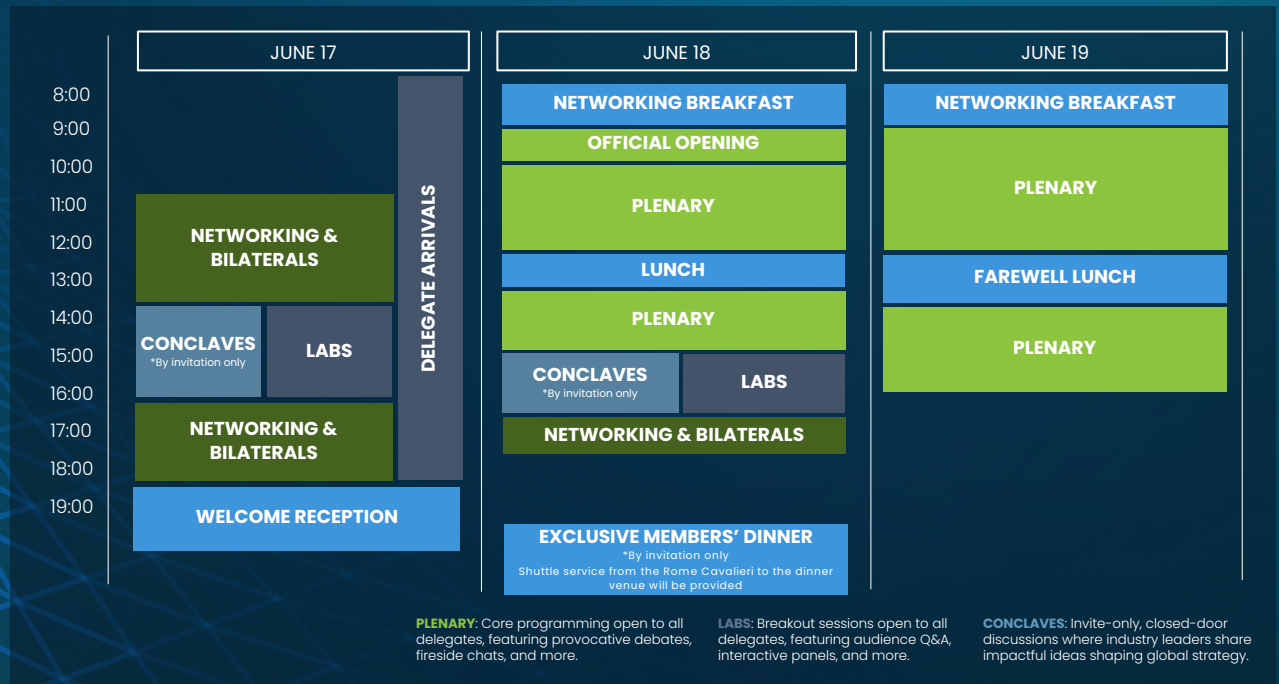 JUNE 17
JUNE 18
JUNE 19
8:00
9:00
10:00
11:00
12:00
13:00
14:00
15:00
16:00
17:00
18:00
19:00
NETWORKING &
BILATERALS
CONCLAVES
*By invitation only
LABS
NETWORKING &
BILATERALS
DELEGATE ARRIVALS
WELCOME RECEPTION
NETWORKING BREAKFAST
OFFICIAL OPENING
PLENARY
LUNCH
PLENARY
CONCLAVES
*By invitation only
LABS
NETWORKING & BILATERALS
EXCLUSIVE MEMBERS’ DINNER
*By invitation only
Shuttle service from the Rome Cavalieri to the dinner
venue will be provided
NETWORKING BREAKFAST
PLENARY
FAREWELL LUNCH
PLENARY
PLENARY: Core programming open to all
delegates, featuring provocative debates,
fireside chats, and more.
LABS: Breakout sessions open to all
delegates, featuring audience Q&A,
interactive panels, and more.
CONCLAVES: Invite-only, closed-door
discussions where industry leaders share
impactful ideas shaping global strategy.